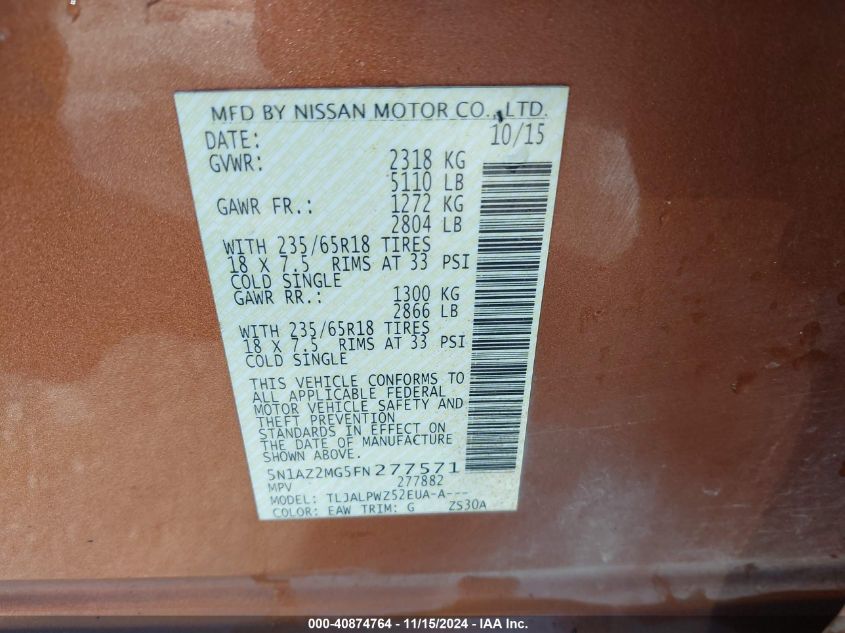 MFD BY NISSAN MOTOR CO., LTD.
DATE: 10/15
GVWR: 2318 KG
5110 LB
GAWR FR.: 1272 KG
2804 LB
WITH 235/65R18 TIRES
18 X 7.5 RIMS AT 33 PSI
COLD SINGLE
GAWR RR.: 1300 KG
2866 LB
WITH 235/65R18 TIRES
18 X 7.5 RIMS AT 33 PSI
COLD SINGLE
THIS VEHICLE CONFORMS TO
ALL APPLICABLE FEDERAL
MOTOR VEHICLE SAFETY AND
THEFT PREVENTION
STANDARDS IN EFFECT ON
THE DATE OF MANUFACTURE
SHOWN ABOVE.
5N1AZ2MG5FN277571
MPV 277882
MODEL: TLJALPWZ52EUA-A---
COLOR: EAW TRIM: G ZS30A
000-40874764 - 11/15/2024 - IAA Inc.